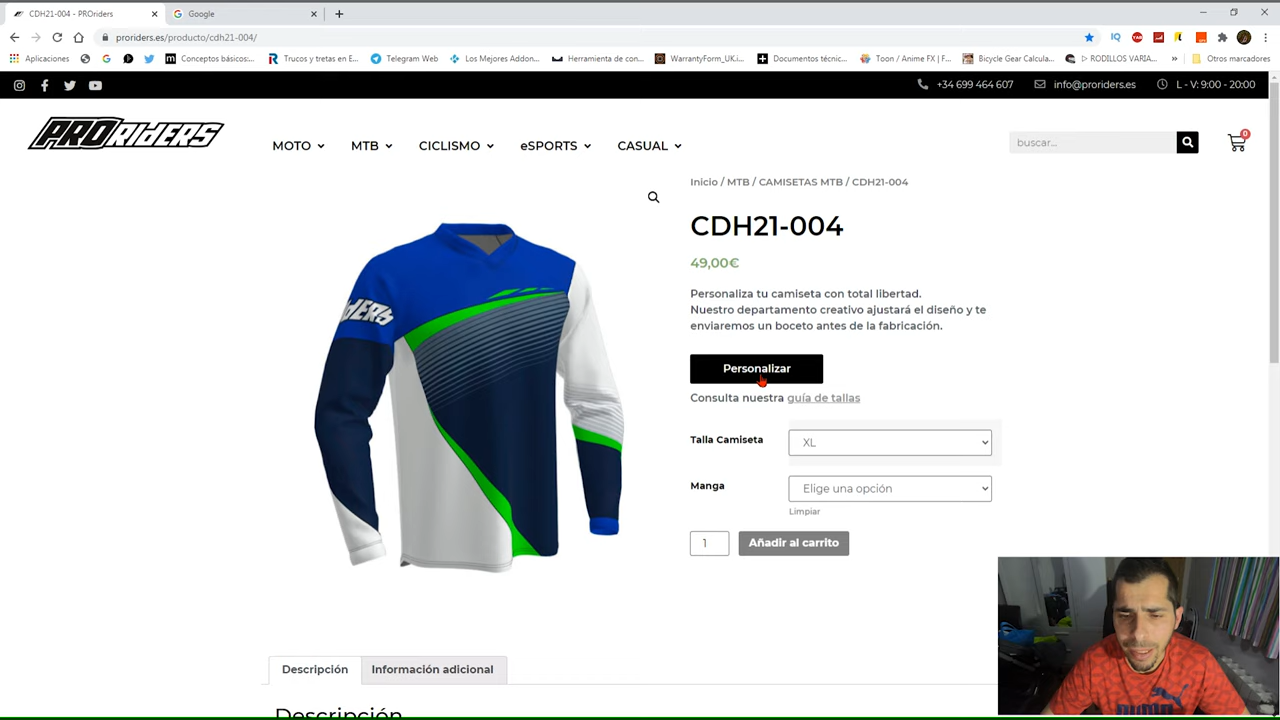 CDH21-004 - PROriders
Google
proriders.es/producto/cdh21-004/
Aplicaciones
Conceptos básicos:...
Trucos y tretas en E...
Telegram Web
Los Mejores Addon...
Herramienta de con...
WarrantyForm_UK.i...
Documentos técnic...
Toon / Anime FX | F...
Bicycle Gear Calcula...
▷ RODILLOS VARIA...
»
Otros marcadores
+34 699 464 607
info@proriders.es
L - V: 9:00 - 20:00
PRORIDERS
MOTO
MTB
CICLISMO
eSPORTS
CASUAL
buscar...
0
Inicio / MTB / CAMISETAS MTB / CDH21-004
CDH21-004
49,00€
Personaliza tu camiseta con total libertad.
Nuestro departamento creativo ajustará el diseño y te
enviaremos un boceto antes de la fabricación.
Personalizar
Consulta nuestra guía de tallas
Talla Camiseta
XL
Manga
Elige una opción
Limpiar
1
Añadir al carrito
Descripción
Información adicional
Descripción
PUMA